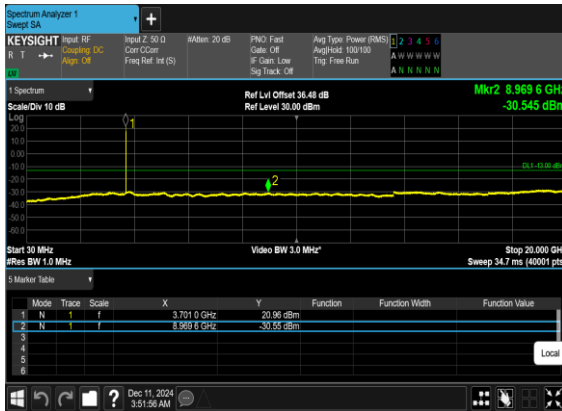 Spectrum Analyzer 1
Swept SA
+
KEYSIGHT Input: RF Input Z: 50 Ω #Atten: 20 dB PNO: Fast Avg Type: Power (RMS) 1 2 3 4 5 6
R T Coupling: DC Corr CCorr Gate: Off Avg|Hold: 100/100 A W W W W W
Align: Off Freq Ref: Int (S) IF Gain: Low Trig: Free Run
Sig Track: Off A N N N N N
1 Spectrum Ref Lvl Offset 36.48 dB Mkr2 8.969 6 GHz
Scale/Div 10 dB Ref Level 30.00 dBm -30.545 dBm
Log
20.0
10.0
0.00
-10.0
-20.0
-30.0
-40.0
-50.0
-60.0
1
2
DL1 -13.00 dBm
Start 30 MHz Video BW 3.0 MHz* Stop 20.000 GHz
#Res BW 1.0 MHz Sweep 34.7 ms (40001 pts)
5 Marker Table
Mode Trace Scale X Y Function Function Width Function Value
1 N 1 f 3.701 0 GHz 20.96 dBm
2 N 1 f 8.969 6 GHz -30.55 dBm
3
4
5
6
Local
? Dec 11, 2024
3:51:56 AM